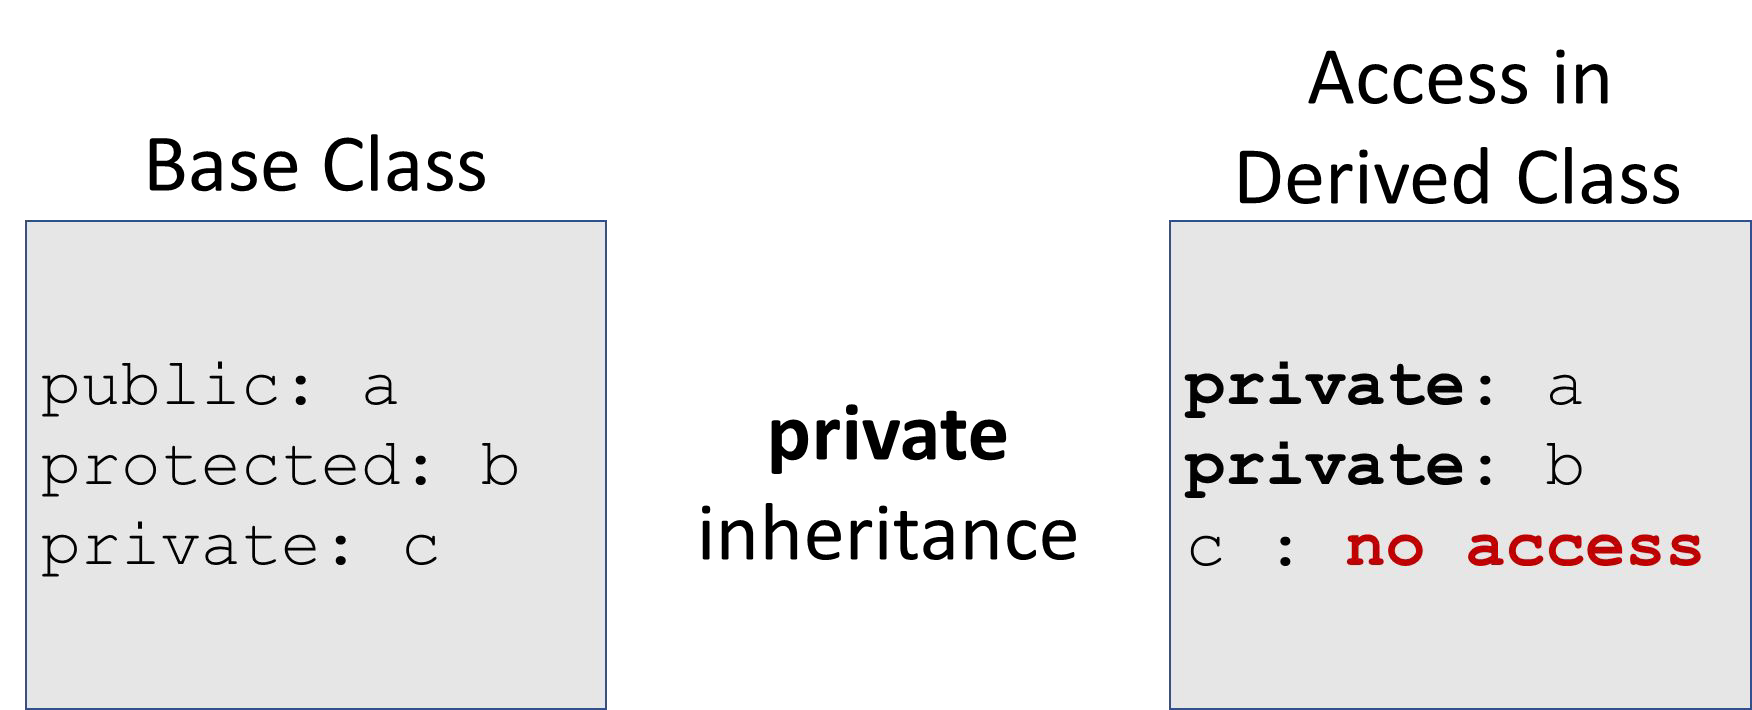 Base Class
public: a
protected: b
private: c
private
inheritance
Access in
Derived Class
private: a
private: b
c : no access